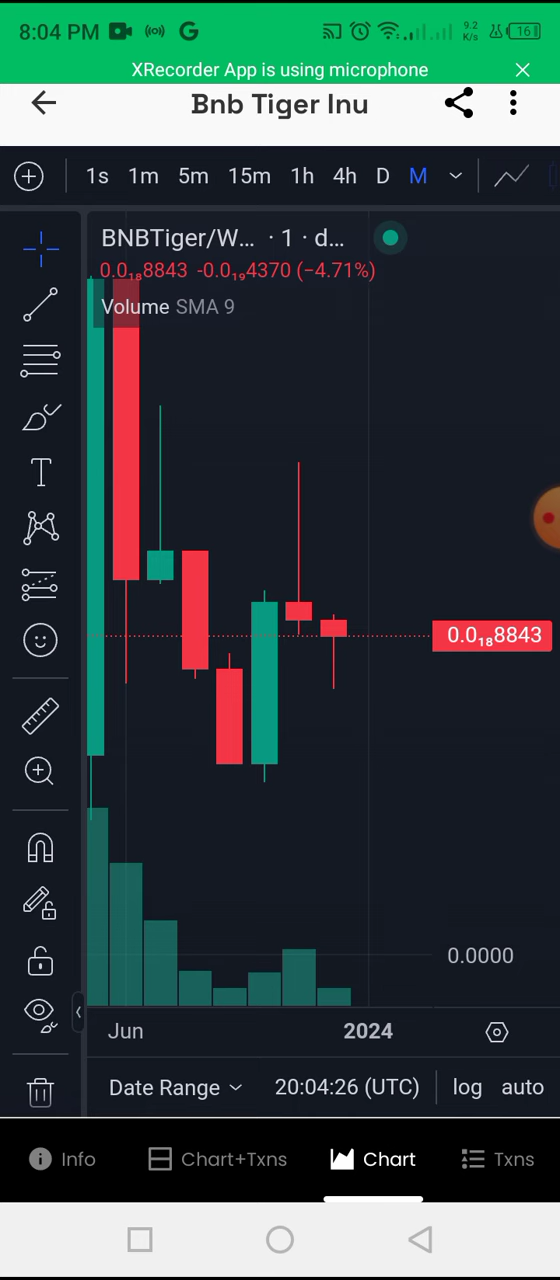 8:04 PM 9.2 K/s 16
XRecorder App is using microphone
Bnb Tiger Inu
1s 1m 5m 15m 1h 4h D M
BNBTiger/W... · 1 · d...
0.0₁₈8843 -0.0₁₉4370 (−4.71%)
Volume SMA 9
T
0.0₁₈8843
0.0000
Jun 2024
Date Range 20:04:26 (UTC) log auto
Info Chart+Txns Chart Txns